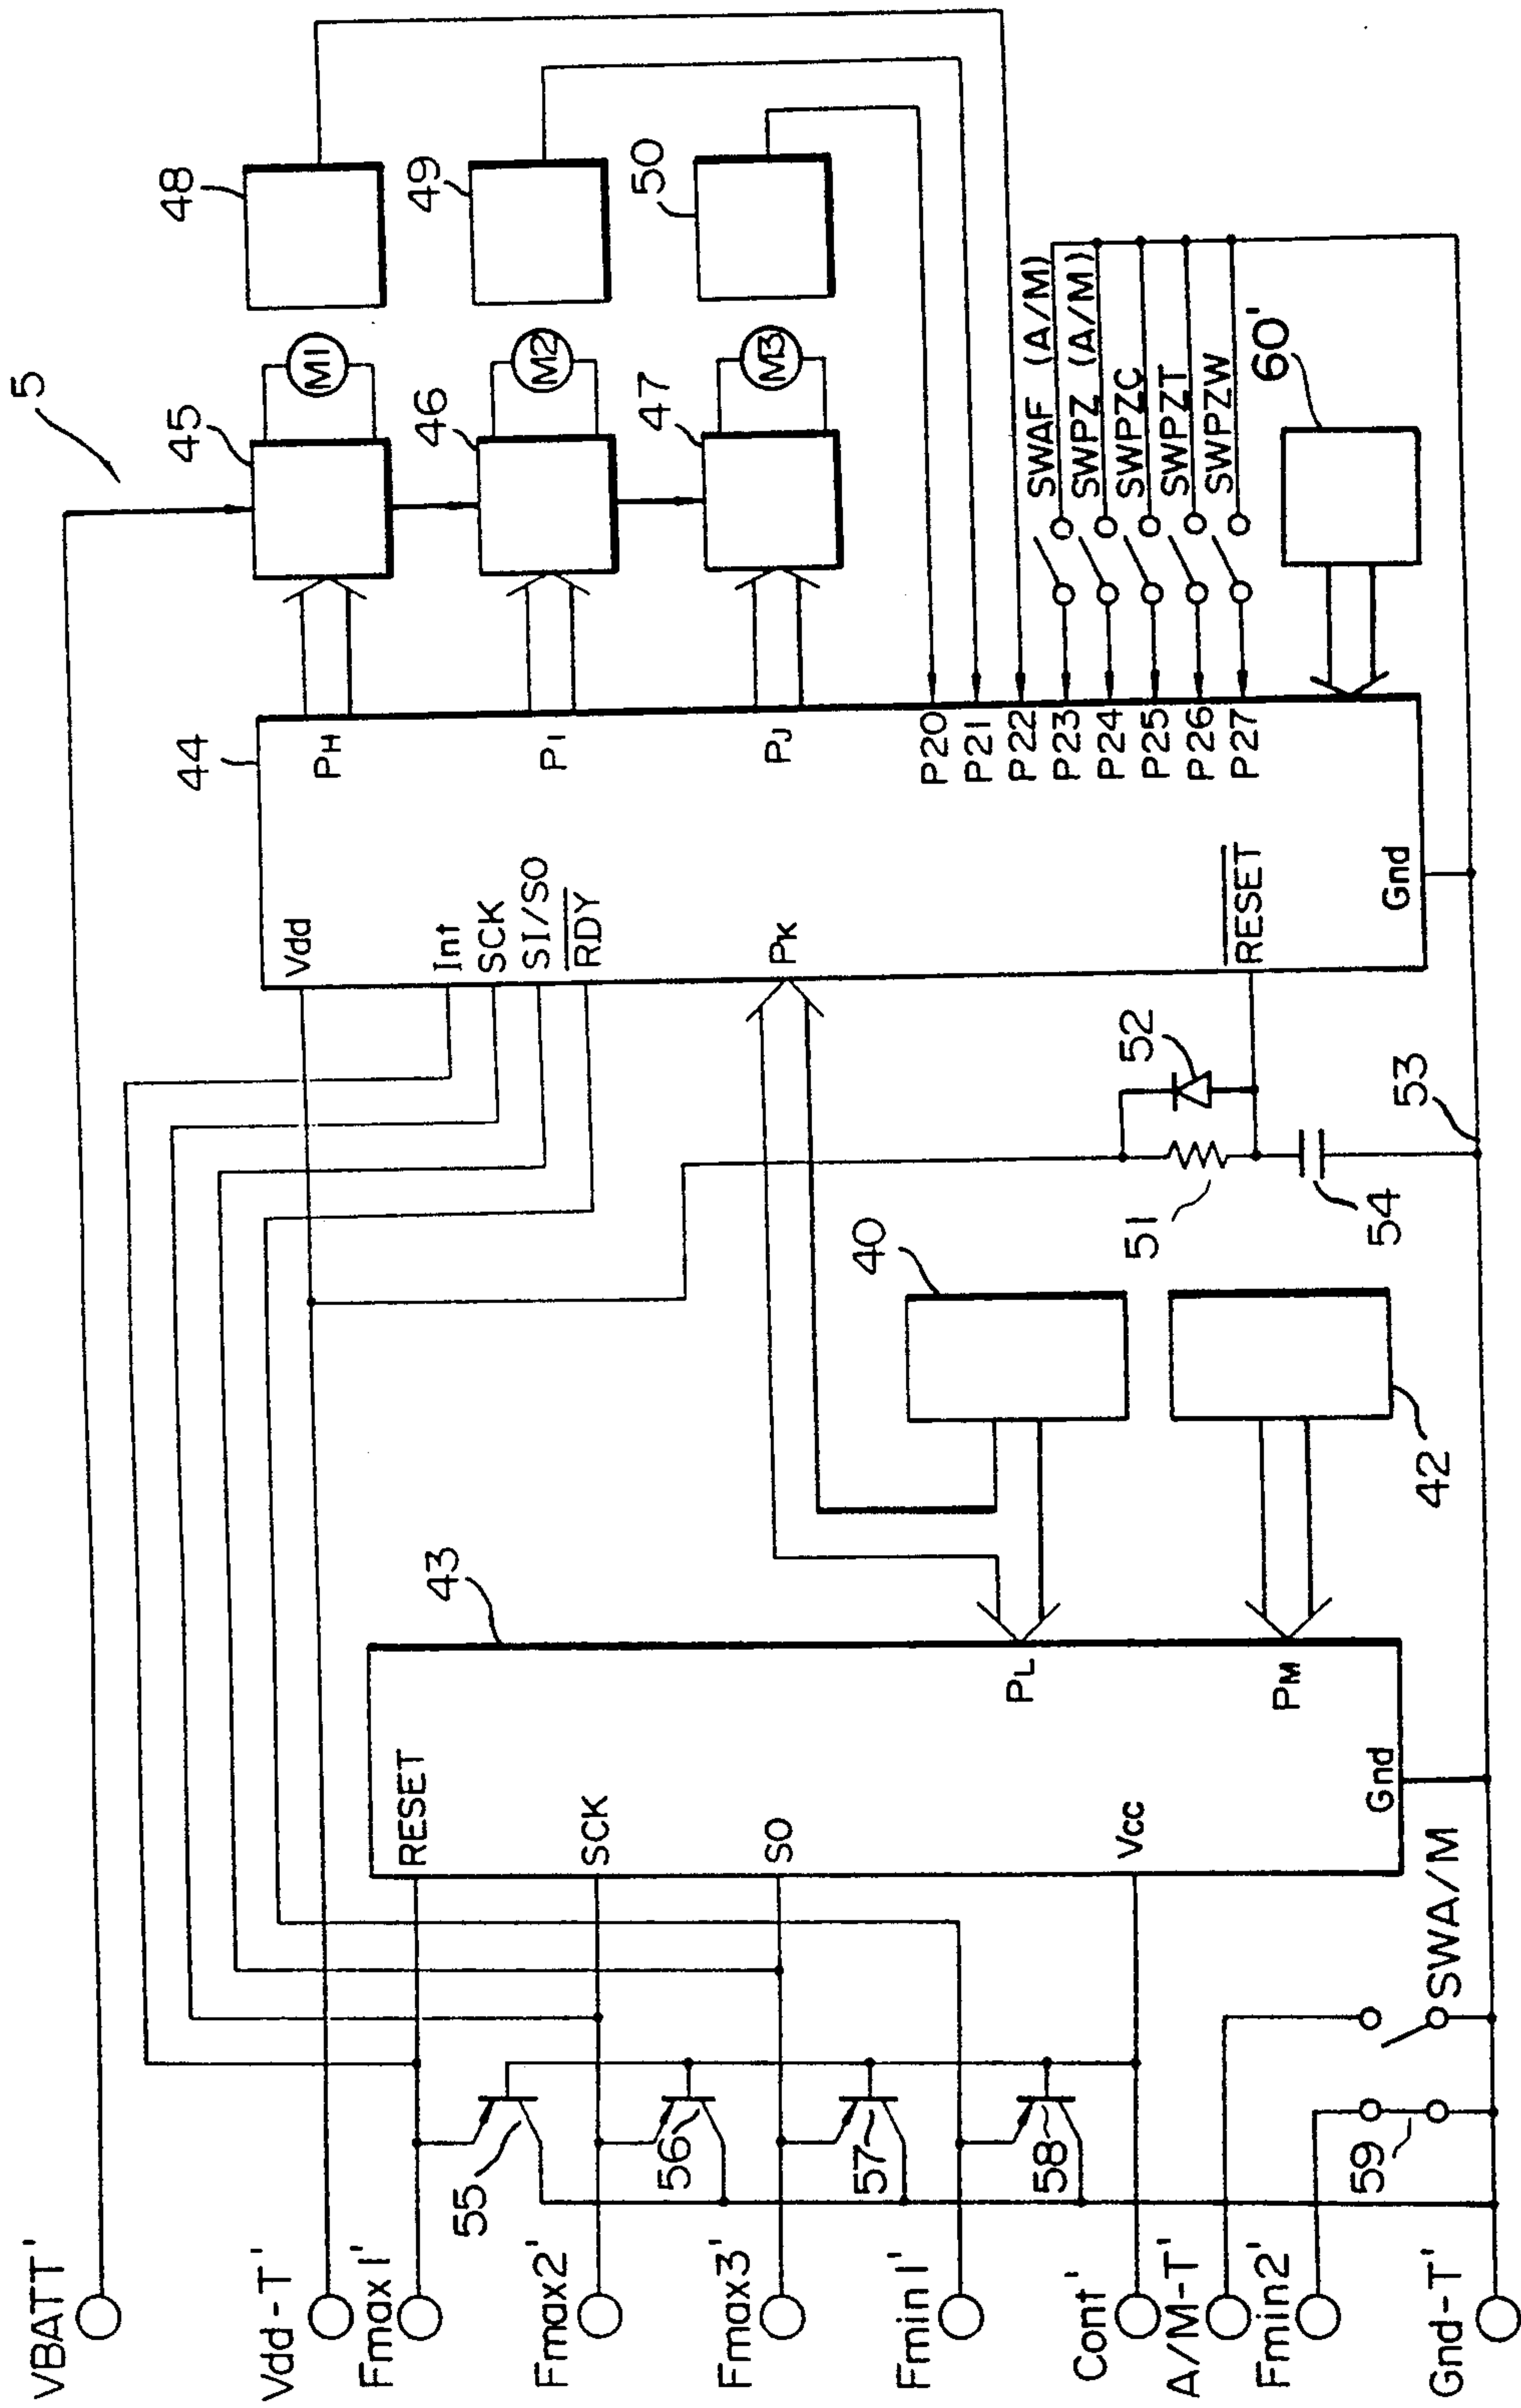 5
VBATT'
Vdd-T'
Fmax1'
Fmax2'
Fmax3'
Fmin1'
Cont'
A/M-T'
Fmin2'
Gnd-T'
55
56
57
58
59
SWA/M
43
RESET
SCK
SO
Vcc
Gnd
PL
PM
40
42
51
52
53
54
44
Vdd
Int
SCK
SI/SO
RDY
PK
RESET
Gnd
PH
PI
PJ
P20
P21
P22
P23
P24
P25
P26
P27
45
46
47
M1
M2
M3
48
49
50
SWAF (A/M)
SWPZ (A/M)
SWPZC
SWPZT
SWPZW
60'